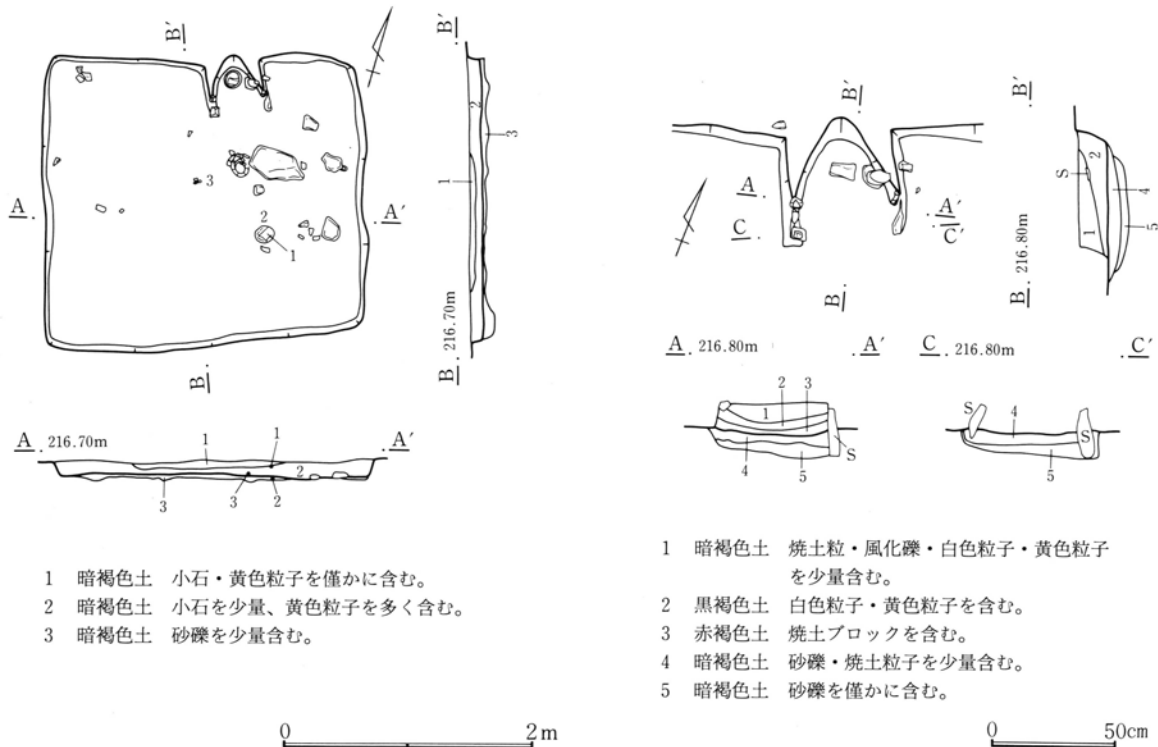 B′
B′
2
3
1
3
A
A′
2
1
B
B 216.70m
A 216.70m
A′
1
1
2
3
3
2
1 暗褐色土 小石・黄色粒子を僅かに含む。
2 暗褐色土 小石を少量、黄色粒子を多く含む。
3 暗褐色土 砂礫を少量含む。
0 2m
B′
B′
A
A′
C
C′
B
S
2
1
4
5
B 216.80m
A 216.80m
A′
C 216.80m
C′
2
3
1
4
5
S
S
4
S
5
1 暗褐色土 焼土粒・風化礫・白色粒子・黄色粒子
を少量含む。
2 黒褐色土 白色粒子・黄色粒子を含む。
3 赤褐色土 焼土ブロックを含む。
4 暗褐色土 砂礫・焼土粒子を少量含む。
5 暗褐色土 砂礫を僅かに含む。
0 50cm